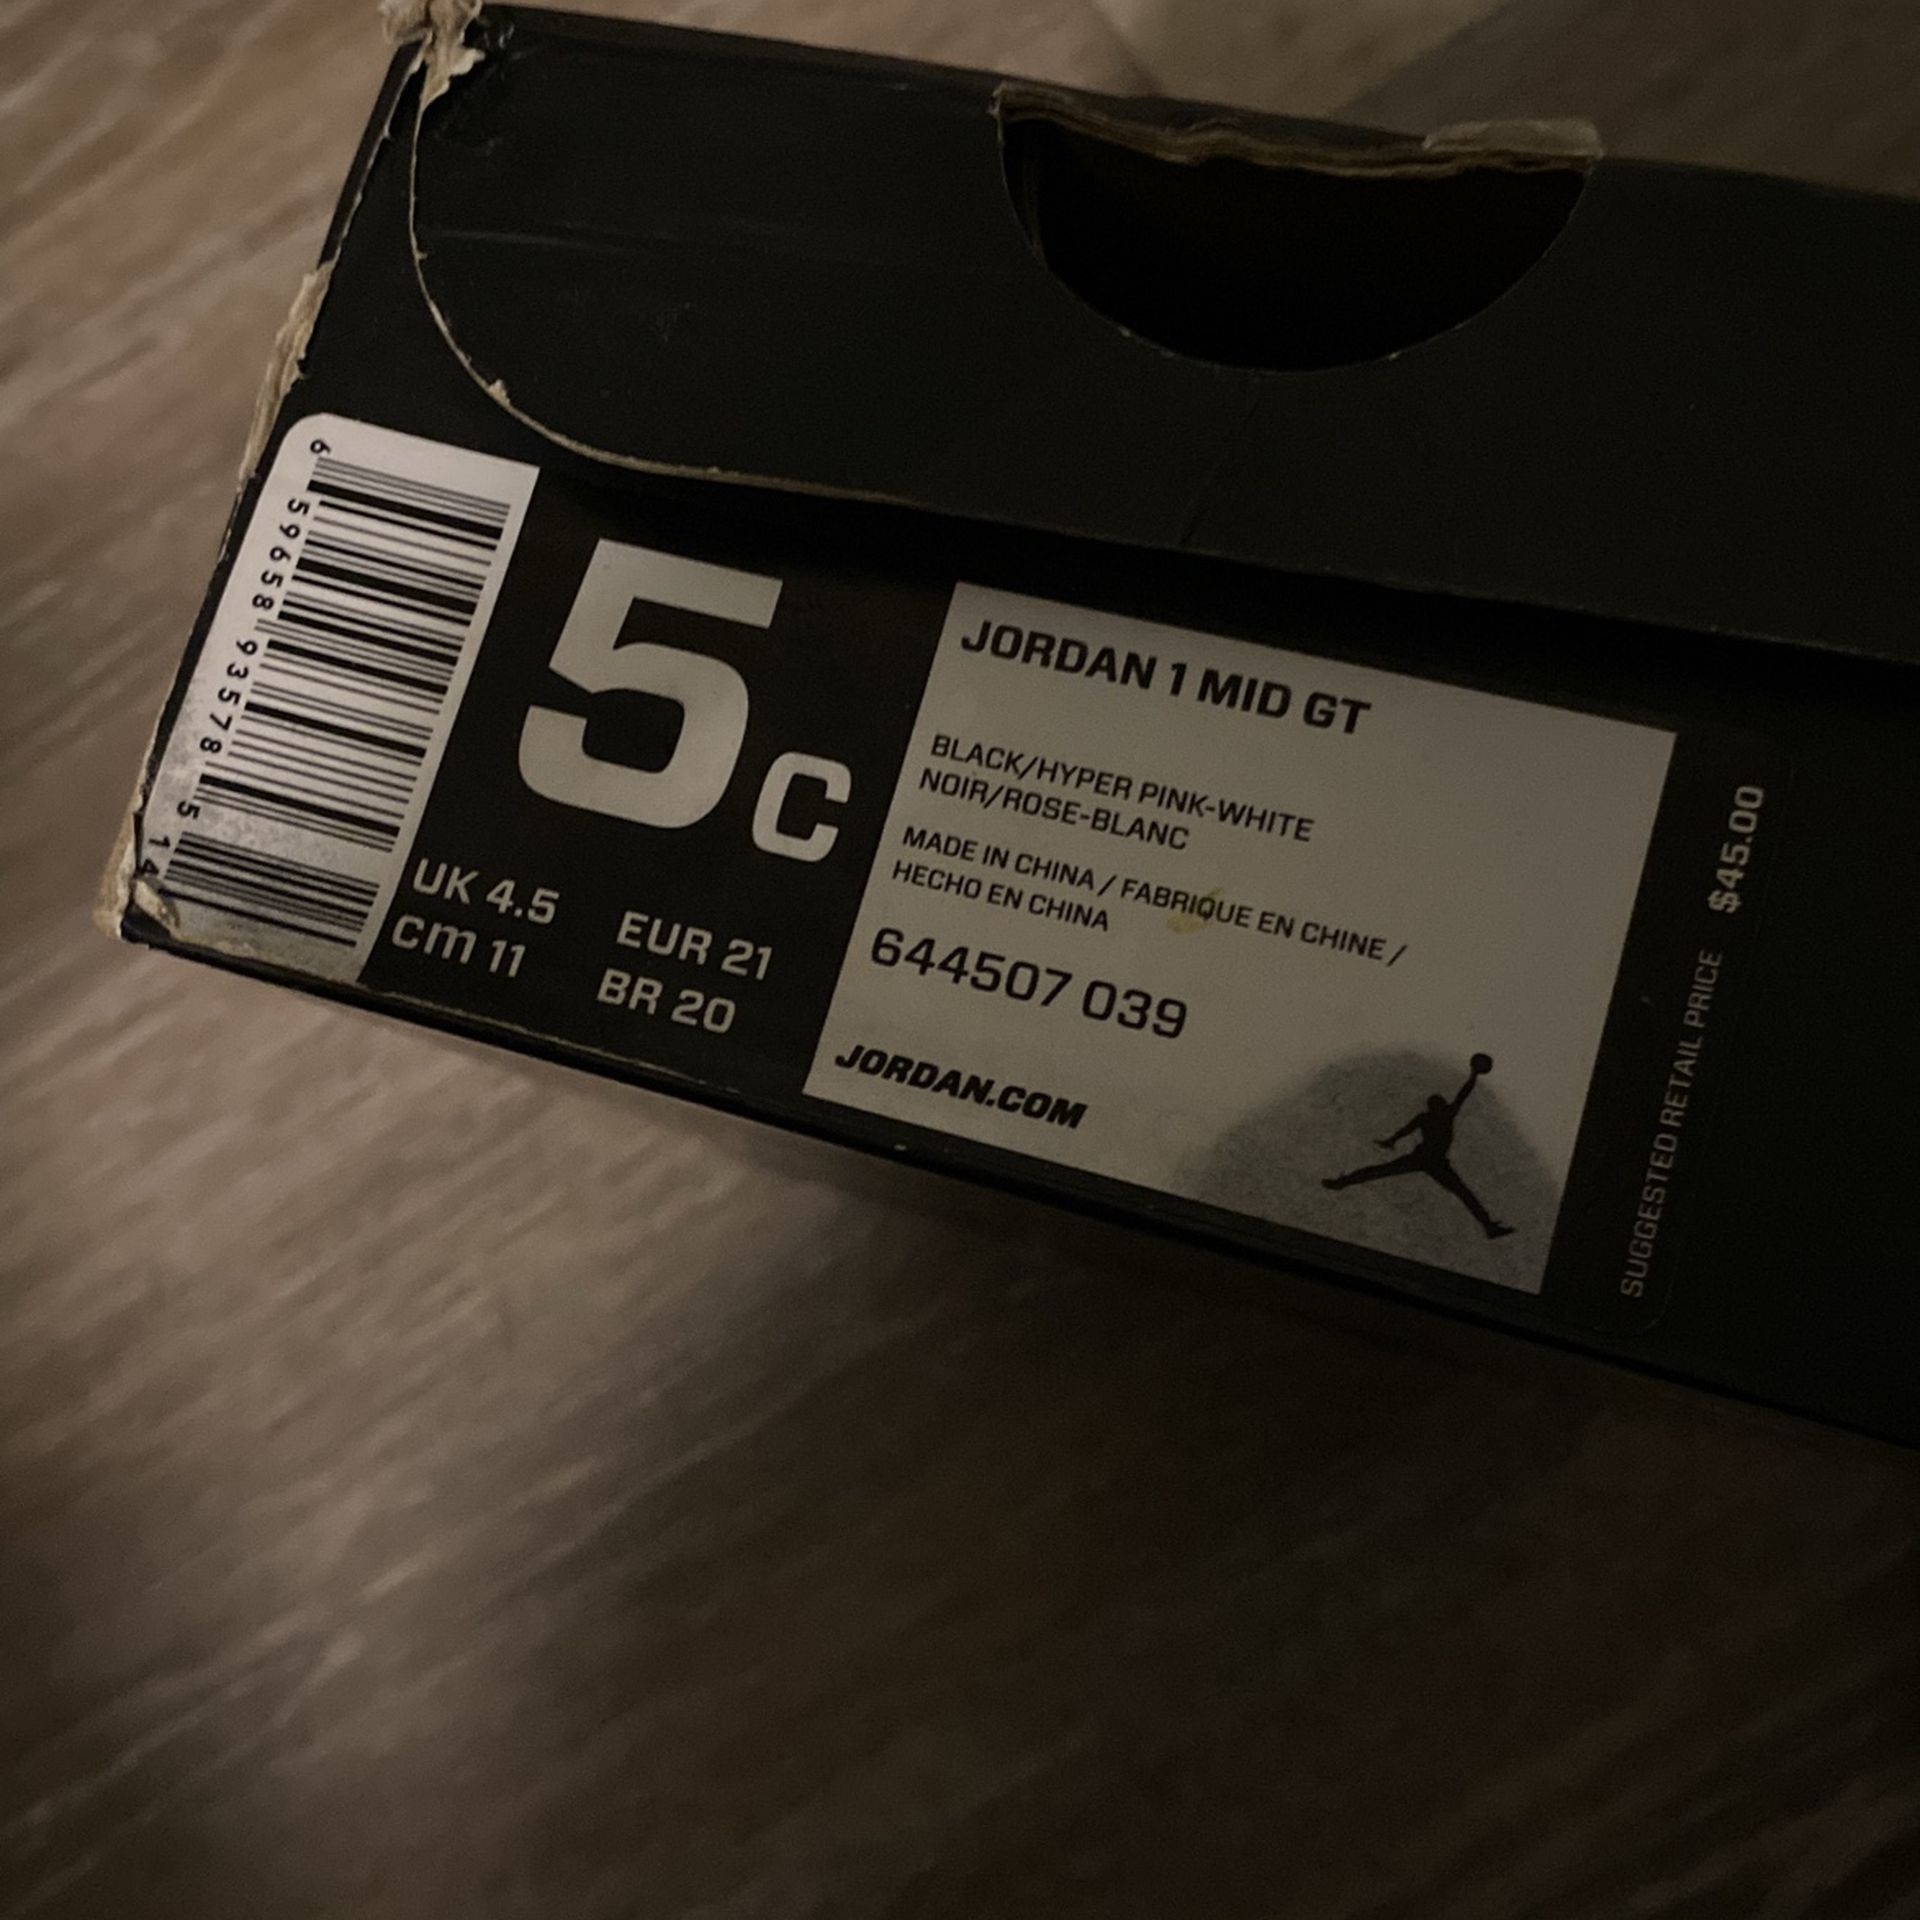 6 59658 93578 5 14
5C
UK 4.5
EUR 21
cm 11
BR 20
JORDAN 1 MID GT
BLACK/HYPER PINK-WHITE
NOIR/ROSE-BLANC
MADE IN CHINA / FABRIQUE EN CHINE /
HECHO EN CHINA
644507 039
JORDAN.COM
SUGGESTED RETAIL PRICE $45.00